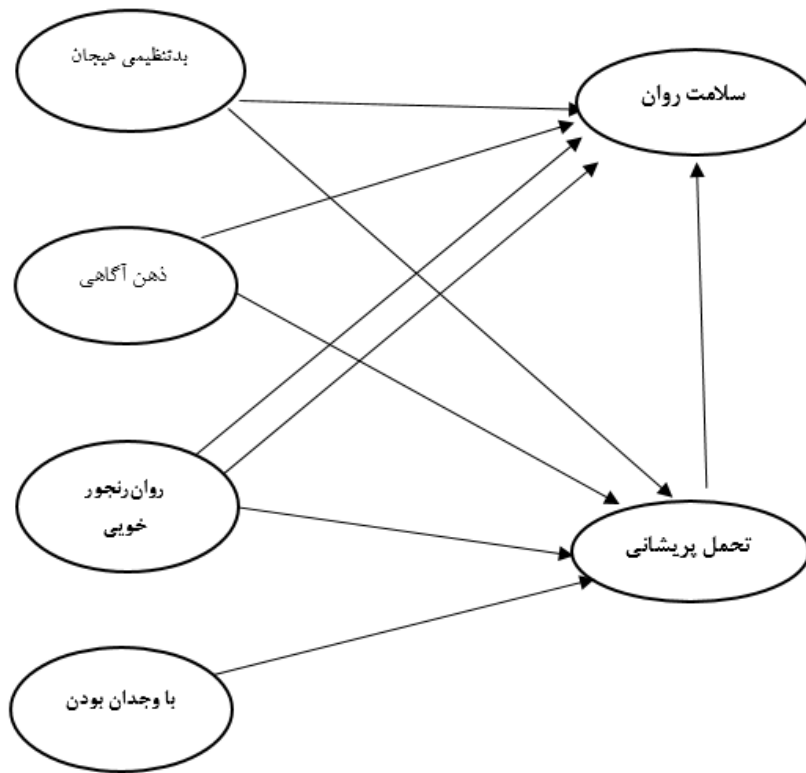 بدتنظیمی هیجان
سلامت روان
ذهن آگاهی
روان‌رنجور
خویی
تحمل پریشانی
با وجدان بودن